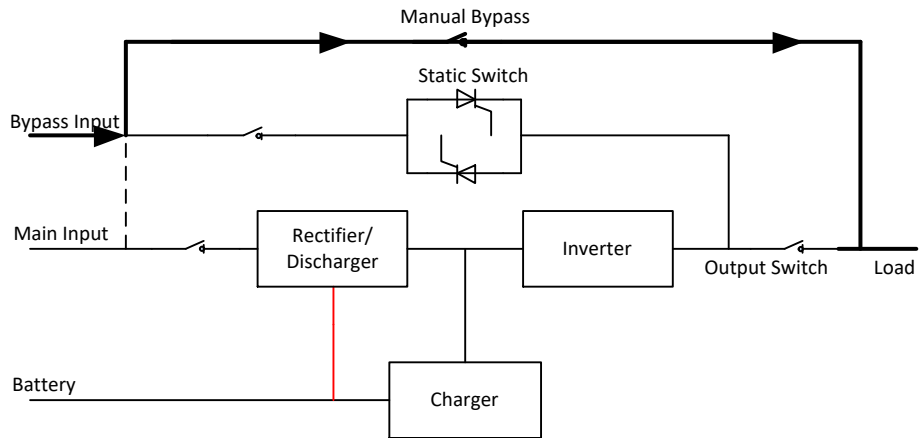 Manual Bypass
Static Switch
Bypass Input
Main Input
Rectifier/
Discharger
Inverter
Output Switch
Load
Battery
Charger